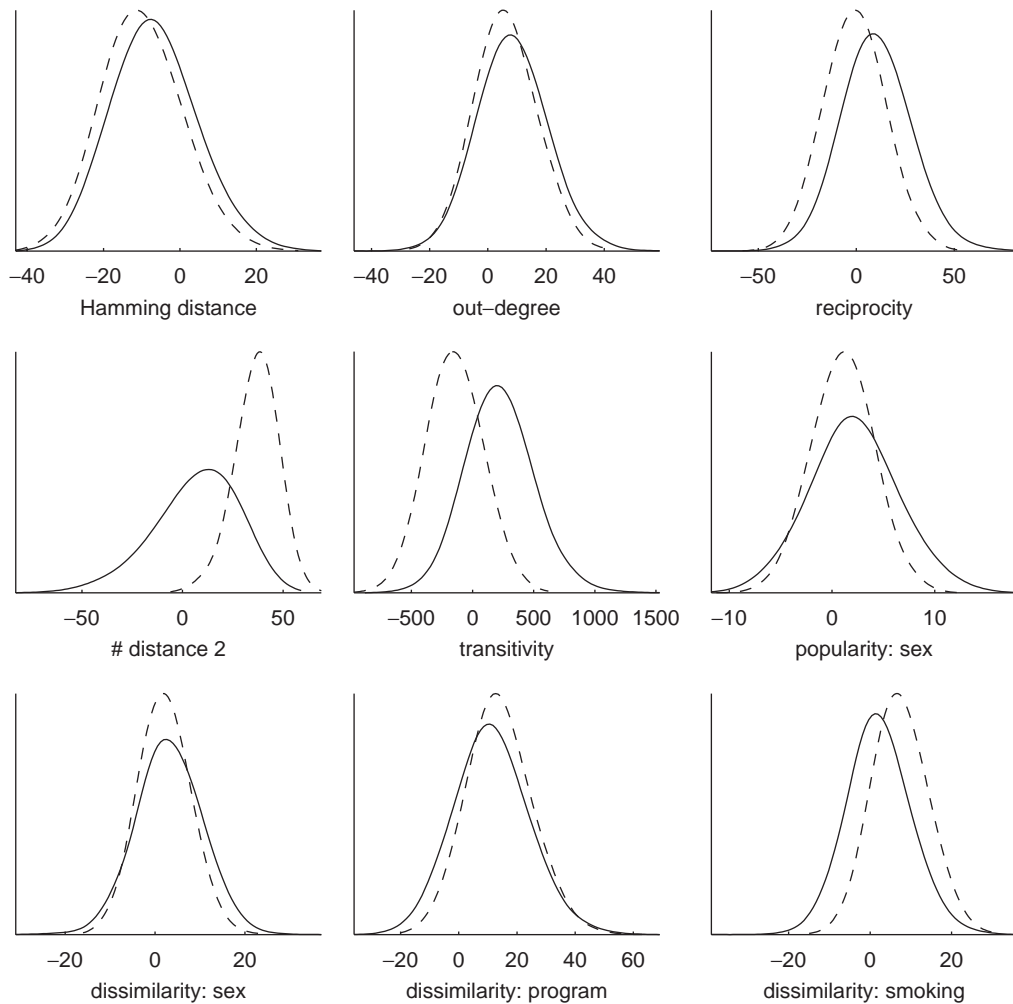 −40 −20 0 20
−40 −20 0 20 40
−50 0 50
Hamming distance
out−degree
reciprocity
−50 0 50
−500 0 500 1000 1500
−10 0 10
# distance 2
transitivity
popularity: sex
−20 0 20
−20 0 20 40 60
−20 0 20
dissimilarity: sex
dissimilarity: program
dissimilarity: smoking